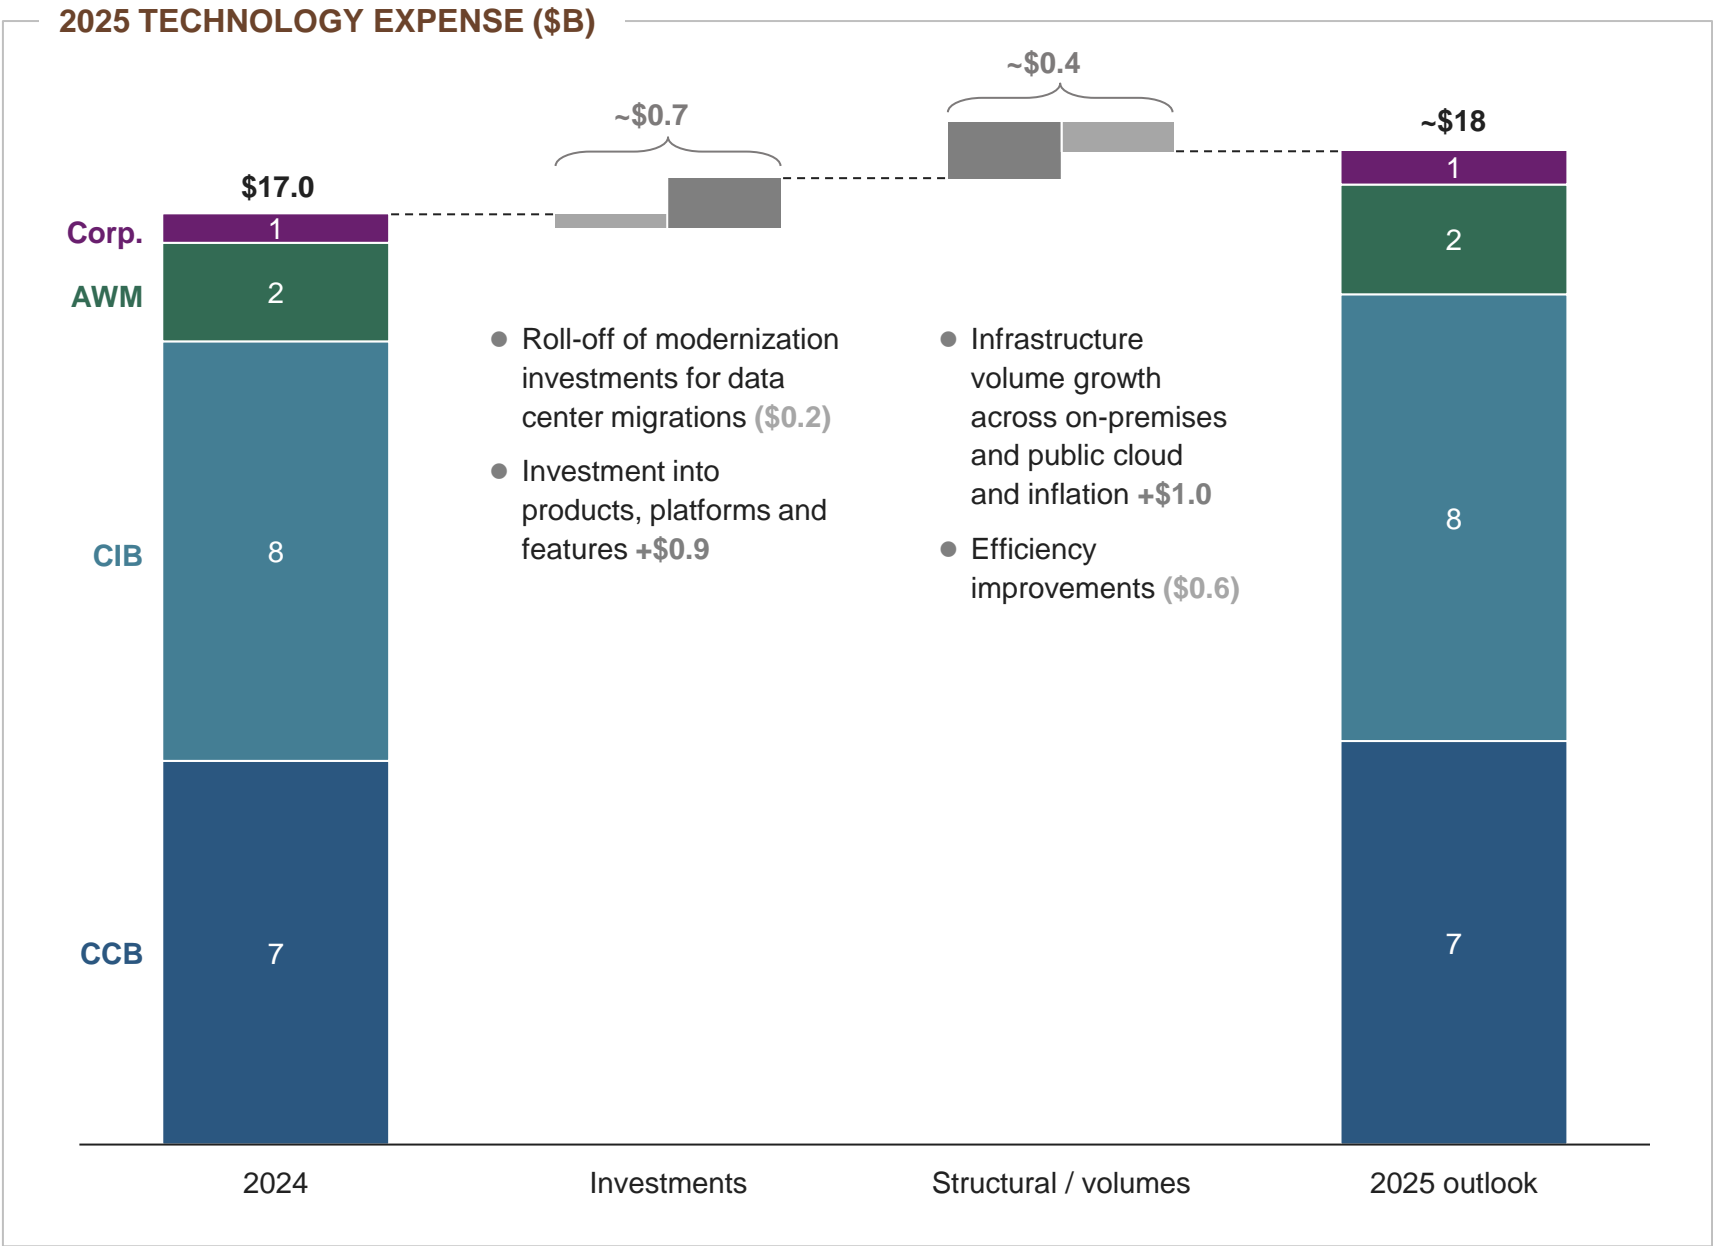 2025 TECHNOLOGY EXPENSE ($B)
~$0.4
~$0.7
~$18
$17.0
Corp.
1
1
AWM
2
2
CIB
8
8
CCB
7
7
● Roll-off of modernization
investments for data
center migrations ($0.2)
● Investment into
products, platforms and
features +$0.9
● Infrastructure
volume growth
across on-premises
and public cloud
and inflation +$1.0
● Efficiency
improvements ($0.6)
2024
Investments
Structural / volumes
2025 outlook